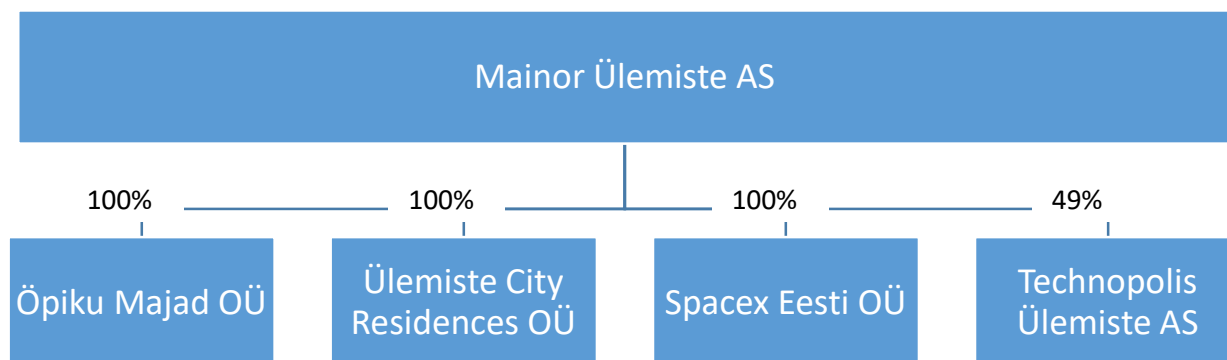 Mainor Ülemiste AS
100%
100%
100%
49%
Öpiku Majad OÜ
Ülemiste City
Residences OÜ
Spacex Eesti OÜ
Technopolis
Ülemiste AS